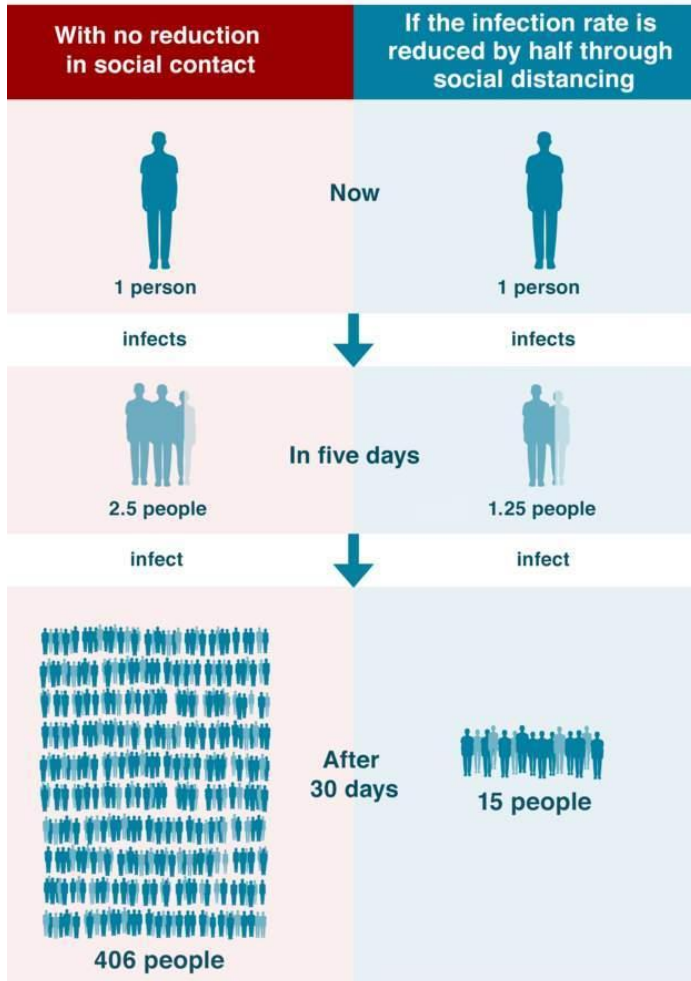 With no reduction
in social contact
If the infection rate is
reduced by half through
social distancing
Now
1 person
1 person
infects
infects
In five days
2.5 people
1.25 people
infect
infect
After
30 days
406 people
15 people